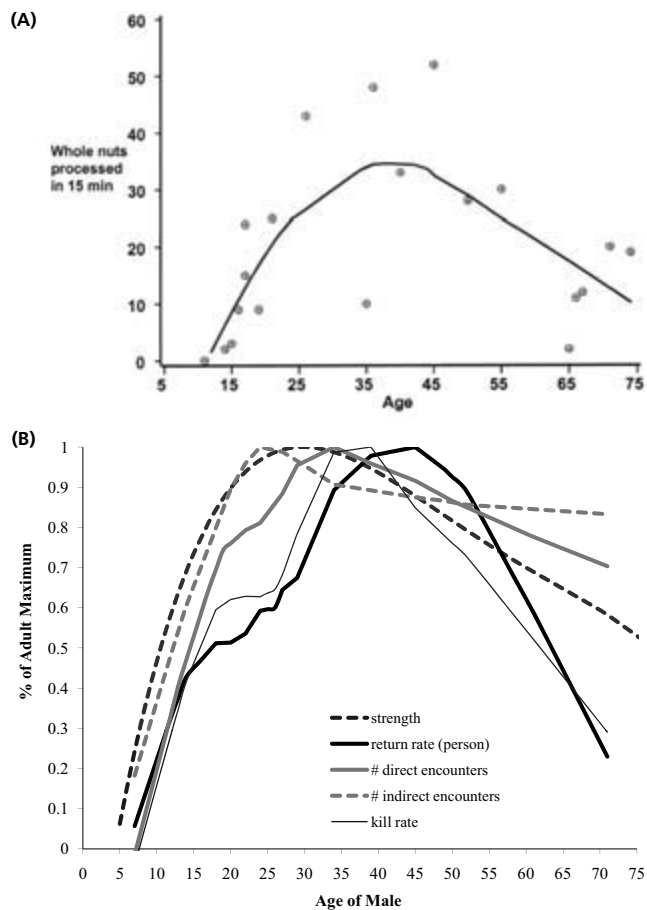 (A)
60
50
40
30
20
10
0
Whole nuts
processed
in 15 min
5 15 25 35 45 55 65 75
Age
(B)
1
0.9
0.8
0.7
0.6
0.5
0.4
0.3
0.2
0.1
0
% of Adult Maximum
strength
return rate (person)
# direct encounters
# indirect encounters
kill rate
0 5 10 15 20 25 30 35 40 45 50 55 60 65 70 75
Age of Male